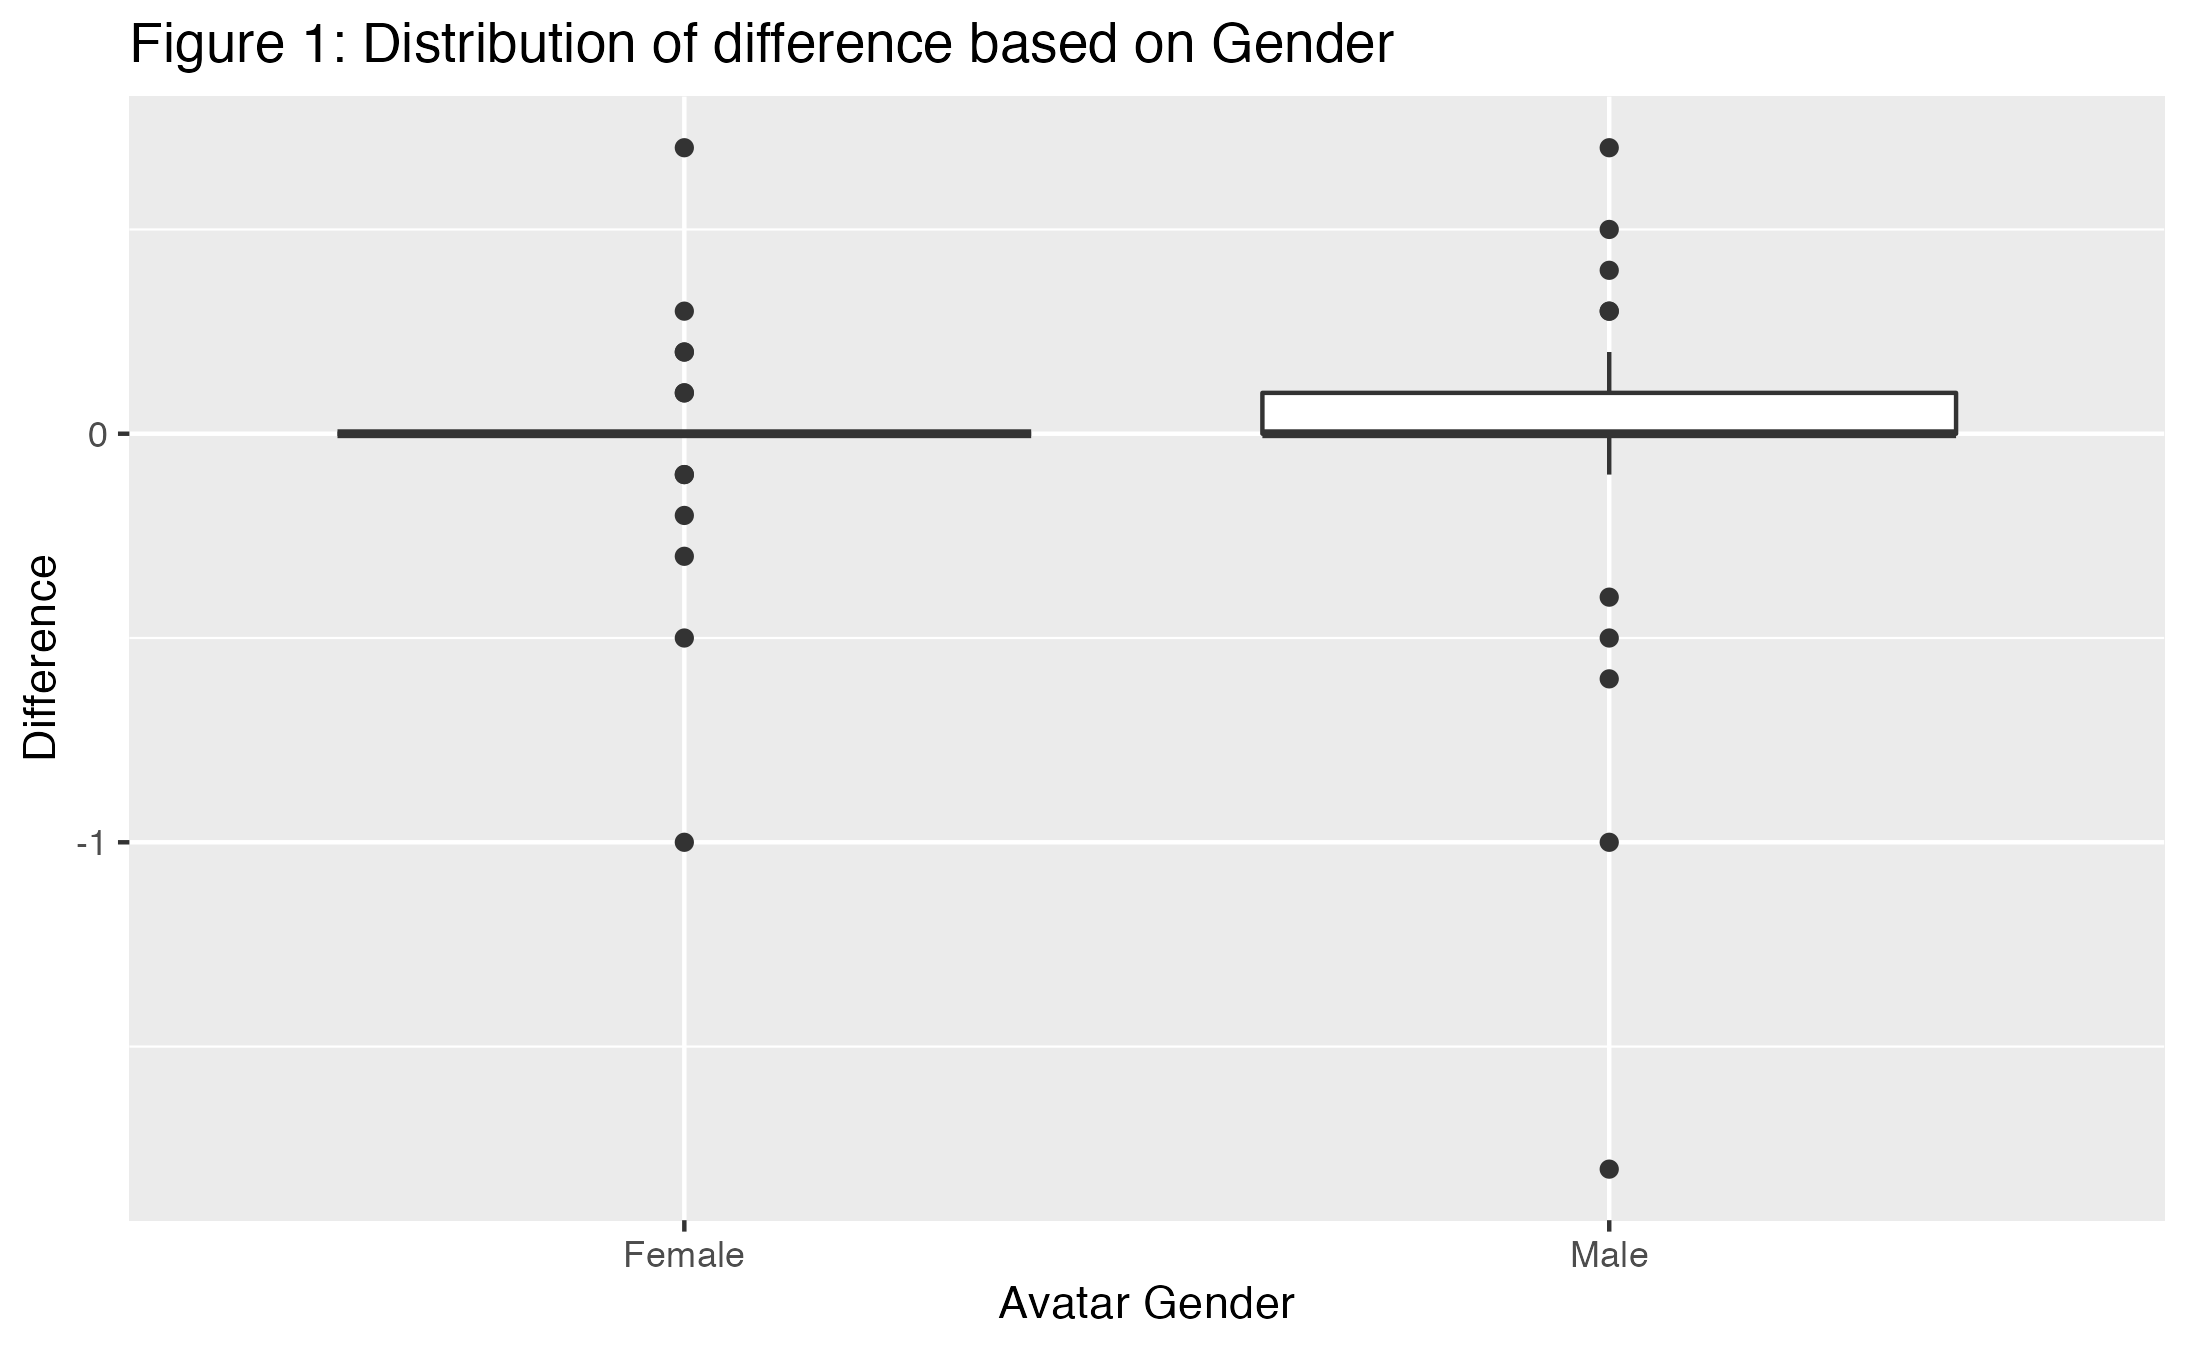 Figure 1: Distribution of difference based on Gender
Difference
0
-1
Female
Male
Avatar Gender